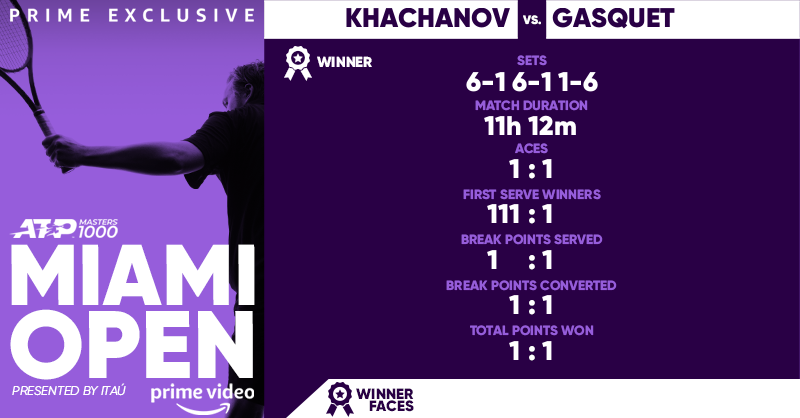 PRIME EXCLUSIVE
ATP MASTERS
1000
MIAMI
OPEN
PRESENTED BY ITAÚ
prime video
KHACHANOV vs. GASQUET
WINNER
SETS
6-1 6-1 1-6
MATCH DURATION
11h 12m
ACES
1 : 1
FIRST SERVE WINNERS
111 : 1
BREAK POINTS SERVED
1 : 1
BREAK POINTS CONVERTED
1 : 1
TOTAL POINTS WON
1 : 1
WINNER
FACES